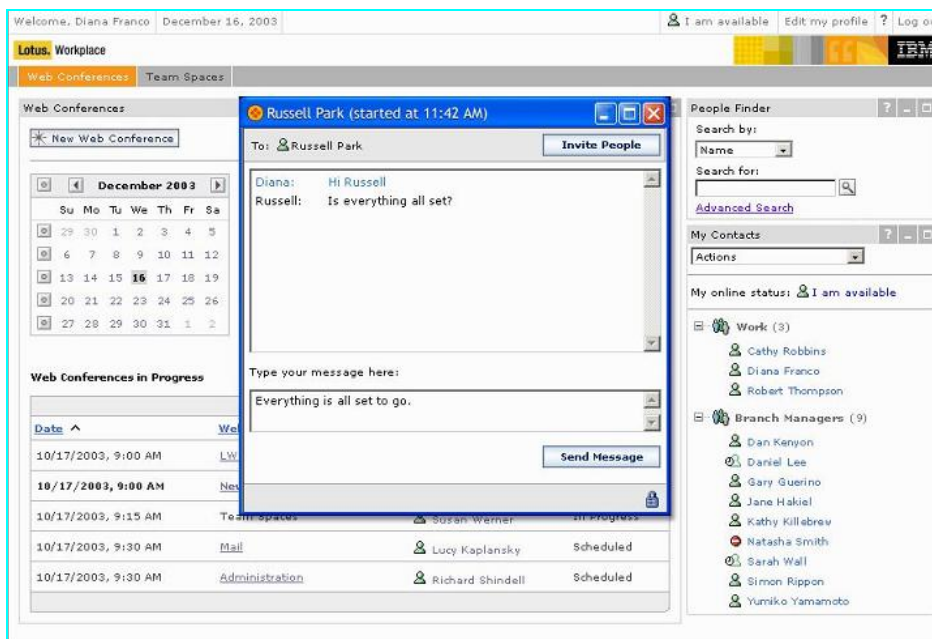 Welcome, Diana Franco December 16, 2003 I am available Edit my profile ? Log
Lotus. Workplace IBM
Web Conferences Team Spaces
Web Conferences
New Web Conference
December 2003
Su Mo Tu We Th Fr Sa
29 30 1 2 3 4 5
6 7 8 9 10 11 12
13 14 15 16 17 18 19
20 21 22 23 24 25 26
27 28 29 30 31 1 2
Web Conferences in Progress
Date
10/17/2003, 9:00 AM LW
10/17/2003, 9:00 AM
10/17/2003, 9:15 AM Team Spaces Susan Werner In Progress
10/17/2003, 9:30 AM Mail Lucy Kaplansky Scheduled
10/17/2003, 9:30 AM Administration Richard Shindell Scheduled
Russell Park (started at 11:42 AM)
To: Russell Park Invite People
Diana: Hi Russell
Russell: Is everything all set?
Type your message here:
Everything is all set to go.
Send Message
People Finder ?
Search by:
Name
Search for:
Advanced Search
My Contacts ?
Actions
My online status: I am available
Work (3)
Cathy Robbins
Diana Franco
Robert Thompson
Branch Managers (9)
Dan Kenyon
Daniel Lee
Gary Guerino
Jane Hakiel
Kathy Killebrew
Natasha Smith
Sarah Wall
Simon Rippon
Yumiko Yamamoto